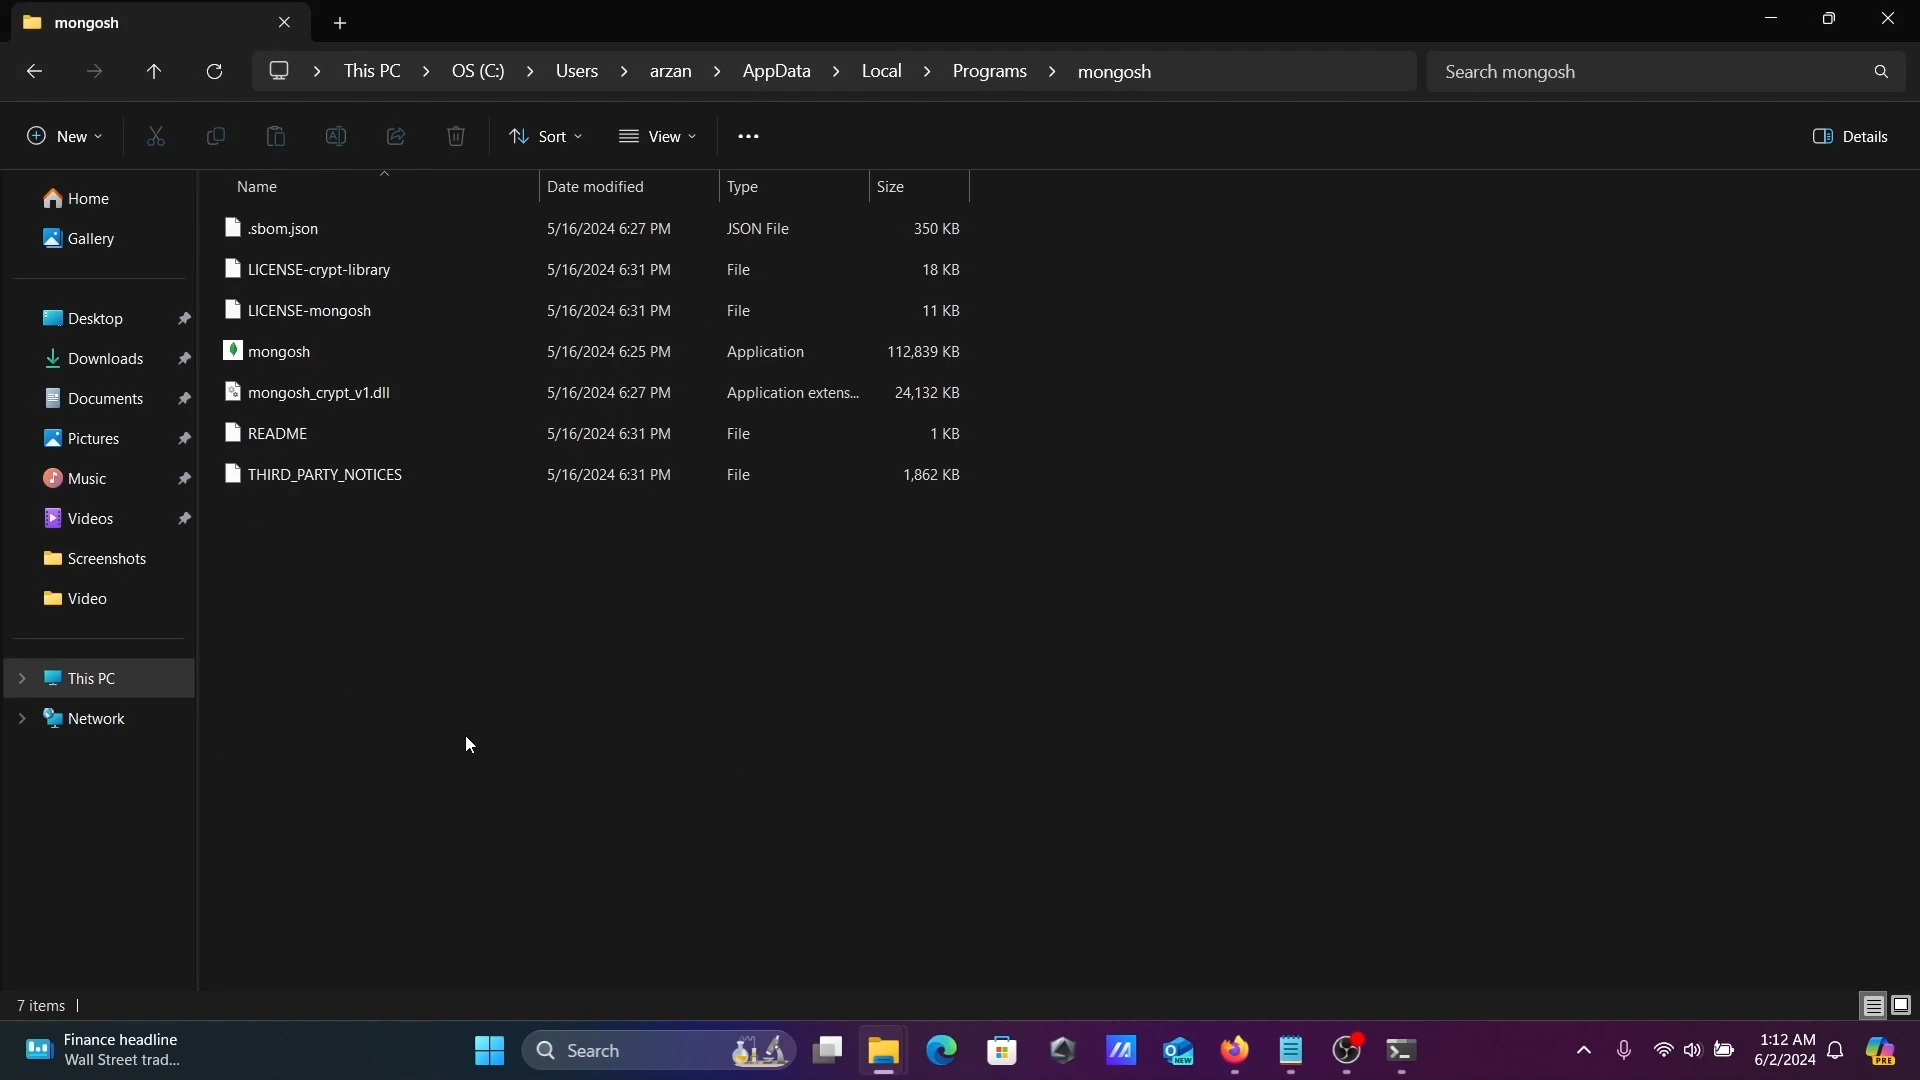 mongosh
This PC > OS (C:) > Users > arzan > AppData > Local > Programs > mongosh
Search mongosh
New
Sort
View
Details
Name Date modified Type Size
.sbom.json 5/16/2024 6:27 PM JSON File 350 KB
LICENSE-crypt-library 5/16/2024 6:31 PM File 18 KB
LICENSE-mongosh 5/16/2024 6:31 PM File 11 KB
mongosh 5/16/2024 6:25 PM Application 112,839 KB
mongosh_crypt_v1.dll 5/16/2024 6:27 PM Application extens... 24,132 KB
README 5/16/2024 6:31 PM File 1 KB
THIRD_PARTY_NOTICES 5/16/2024 6:31 PM File 1,862 KB
Home
Gallery
Desktop
Downloads
Documents
Pictures
Music
Videos
Screenshots
Video
This PC
Network
7 items
Finance headline
Wall Street trad...
Search
NEW
1:12 AM
6/2/2024
PRE